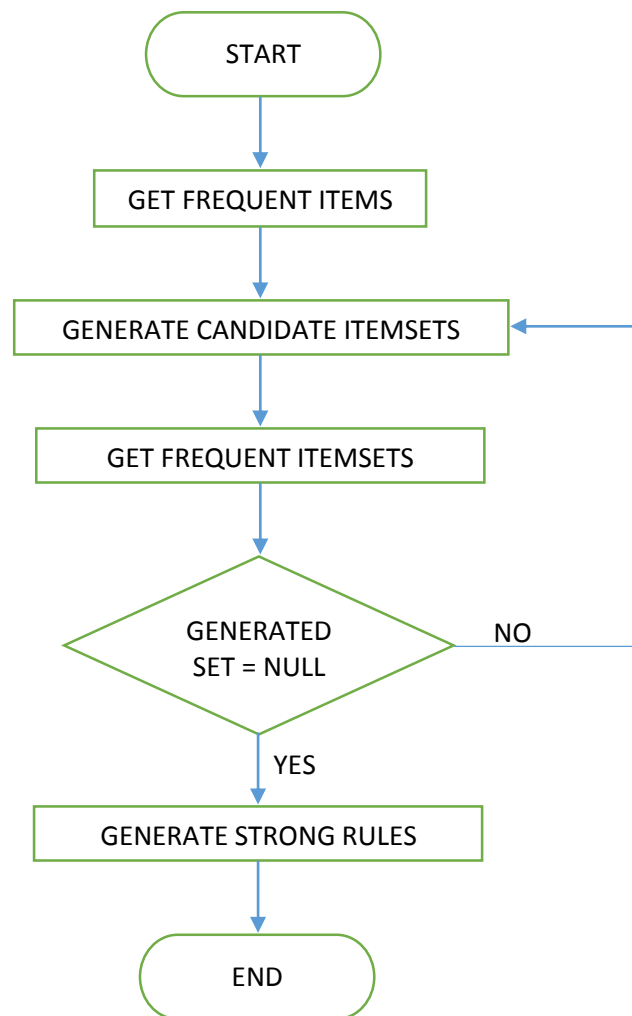 START
GET FREQUENT ITEMS
GENERATE CANDIDATE ITEMSETS
GET FREQUENT ITEMSETS
GENERATED
SET = NULL
NO
YES
GENERATE STRONG RULES
END